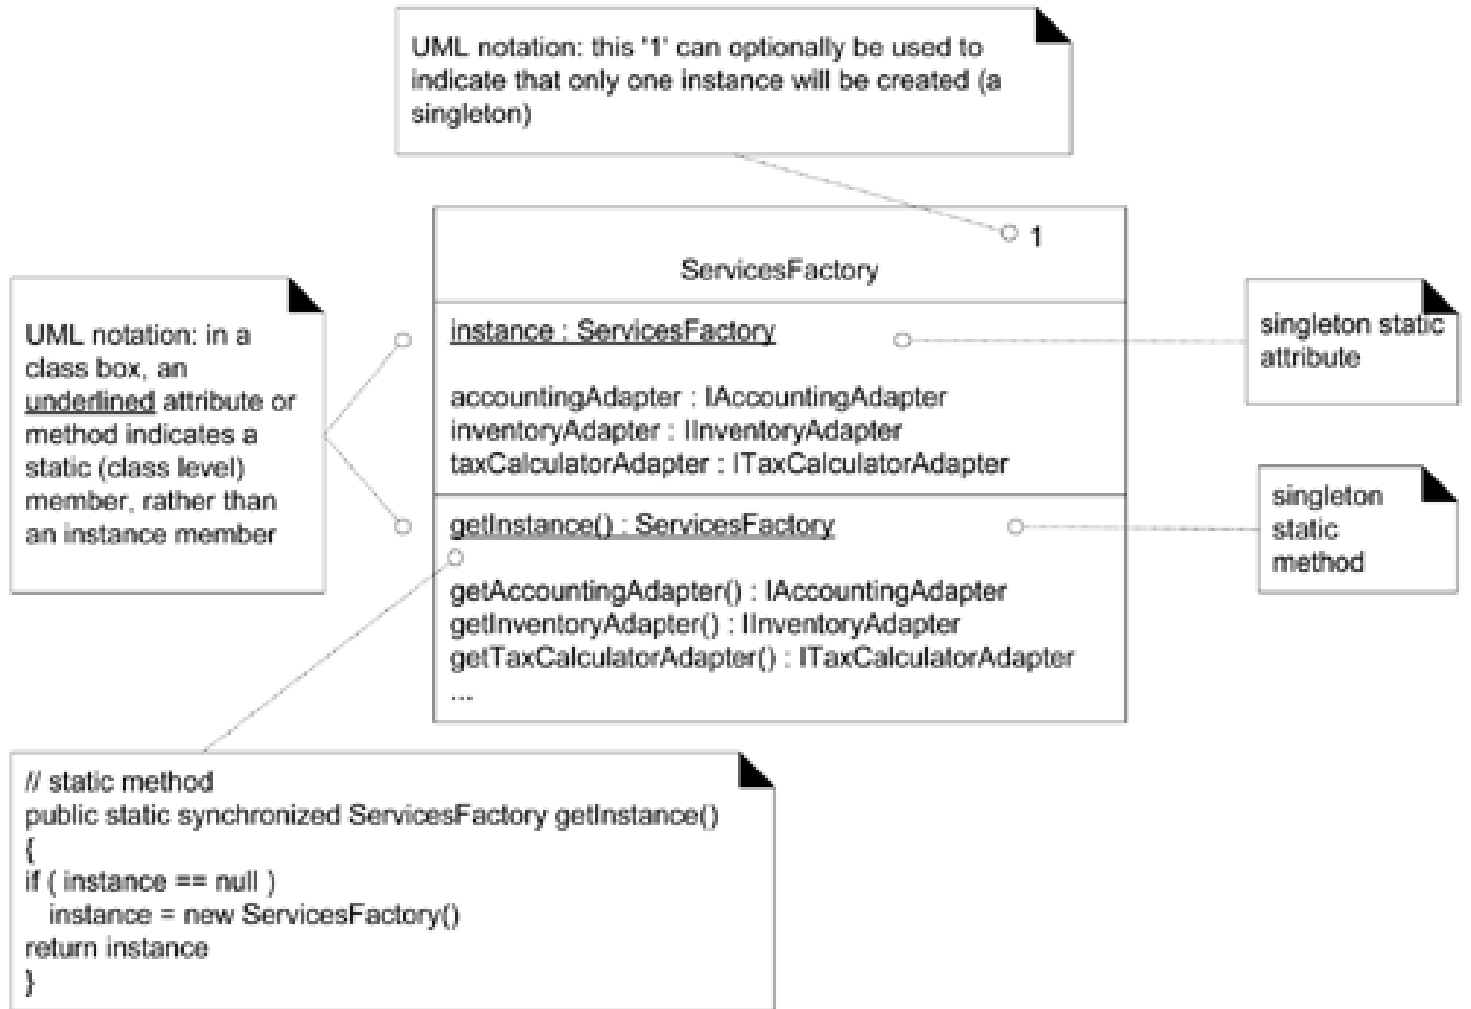 UML notation: this '1' can optionally be used to
indicate that only one instance will be created (a
singleton)
1
ServicesFactory
UML notation: in a
class box, an
underlined attribute or
method indicates a
static (class level)
member, rather than
an instance member
instance : ServicesFactory
accountingAdapter : IAccountingAdapter
inventoryAdapter : IInventoryAdapter
taxCalculatorAdapter : ITaxCalculatorAdapter
singleton static
attribute
getInstance() : ServicesFactory
getAccountingAdapter() : IAccountingAdapter
getInventoryAdapter() : IInventoryAdapter
getTaxCalculatorAdapter() : ITaxCalculatorAdapter
...
singleton
static
method
// static method
public static synchronized ServicesFactory getInstance()
{
if ( instance == null )
instance = new ServicesFactory()
return instance
}